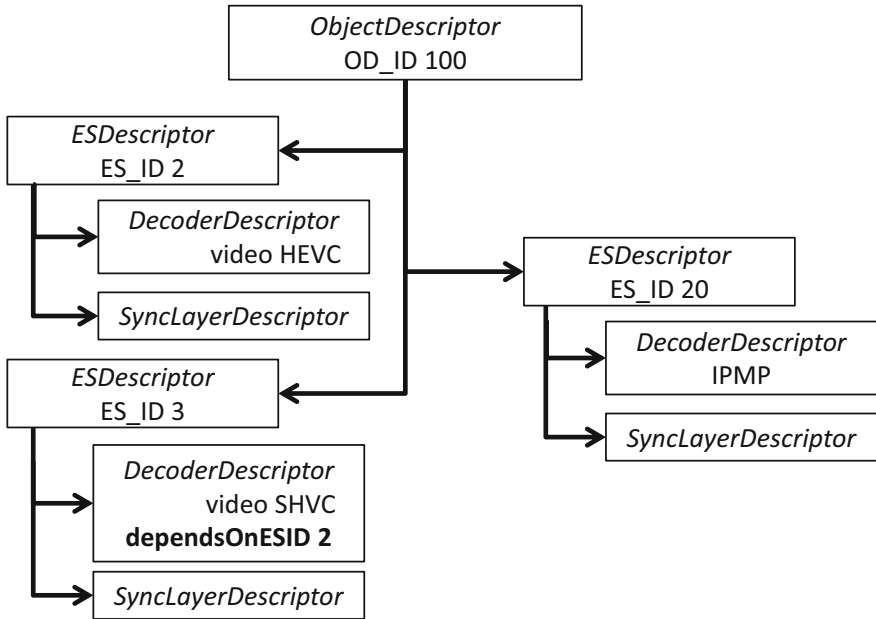 ObjectDescriptor
OD_ID 100
ESDescriptor
ES_ID 2
DecoderDescriptor
video HEVC
SyncLayerDescriptor
ESDescriptor
ES_ID 3
DecoderDescriptor
video SHVC
dependsOnESID 2
SyncLayerDescriptor
ESDescriptor
ES_ID 20
DecoderDescriptor
IPMP
SyncLayerDescriptor